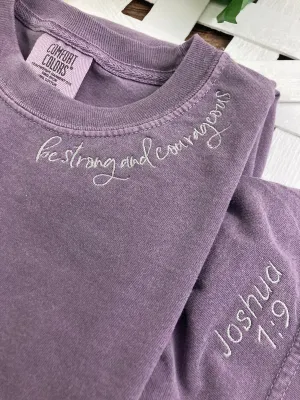 COMFORT
COLORS
be strong and courageous
Joshua
1:9